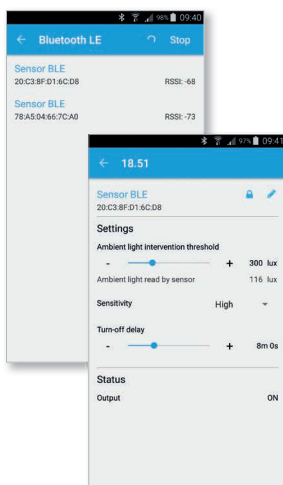 98% 09:40
Bluetooth LE Stop
Sensor BLE
20:C3:8F:D1:6C:D8 RSSI: -68
Sensor BLE
78:A5:04:66:7C:A0 RSSI: -73
97% 09:41
18.51
Sensor BLE
20:C3:8F:D1:6C:D8
Settings
Ambient light intervention threshold
- + 300 lux
Ambient light read by sensor 116 lux
Sensitivity High
Turn-off delay
- + 8m 0s
Status
Output ON